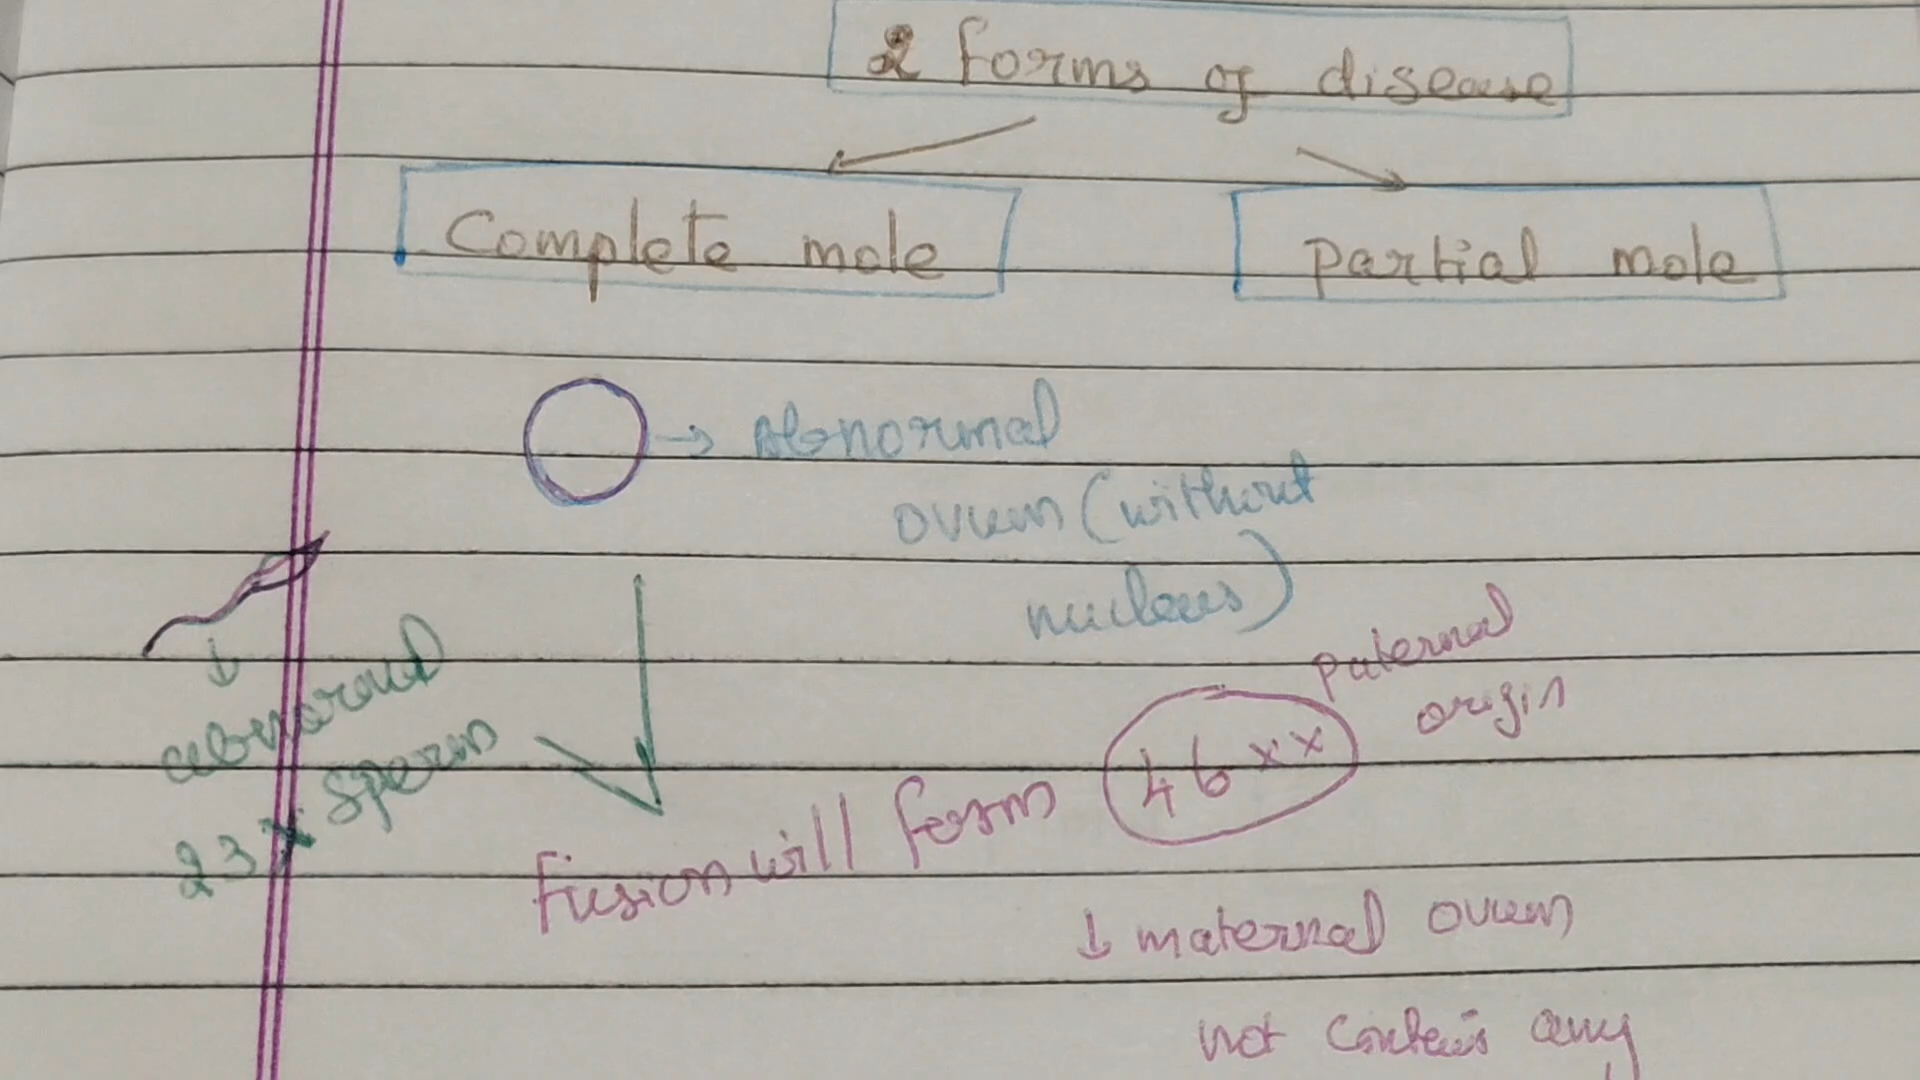 2 forms of disease
Complete mole
partial mole
Abnormal
ovum (without
nucleus)
abnormal
sperm
23 X
paternal
origin
fusion will form 46 XX
maternal ovum
not contain any